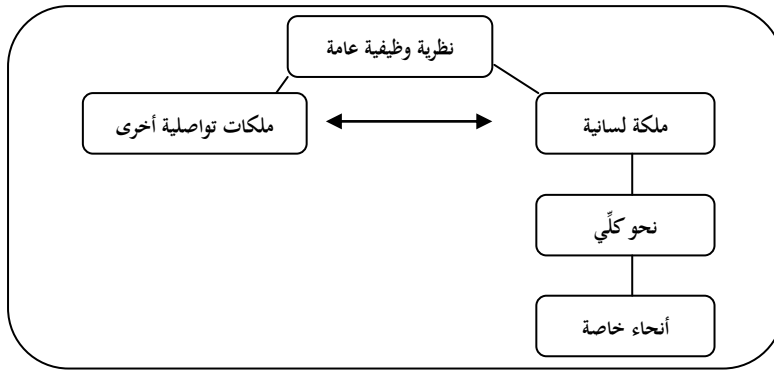 نظرية وظيفية عامة
ملكة لسانية
ملكات تواصلية أخرى
نحو كلِّي
أنحاء خاصة